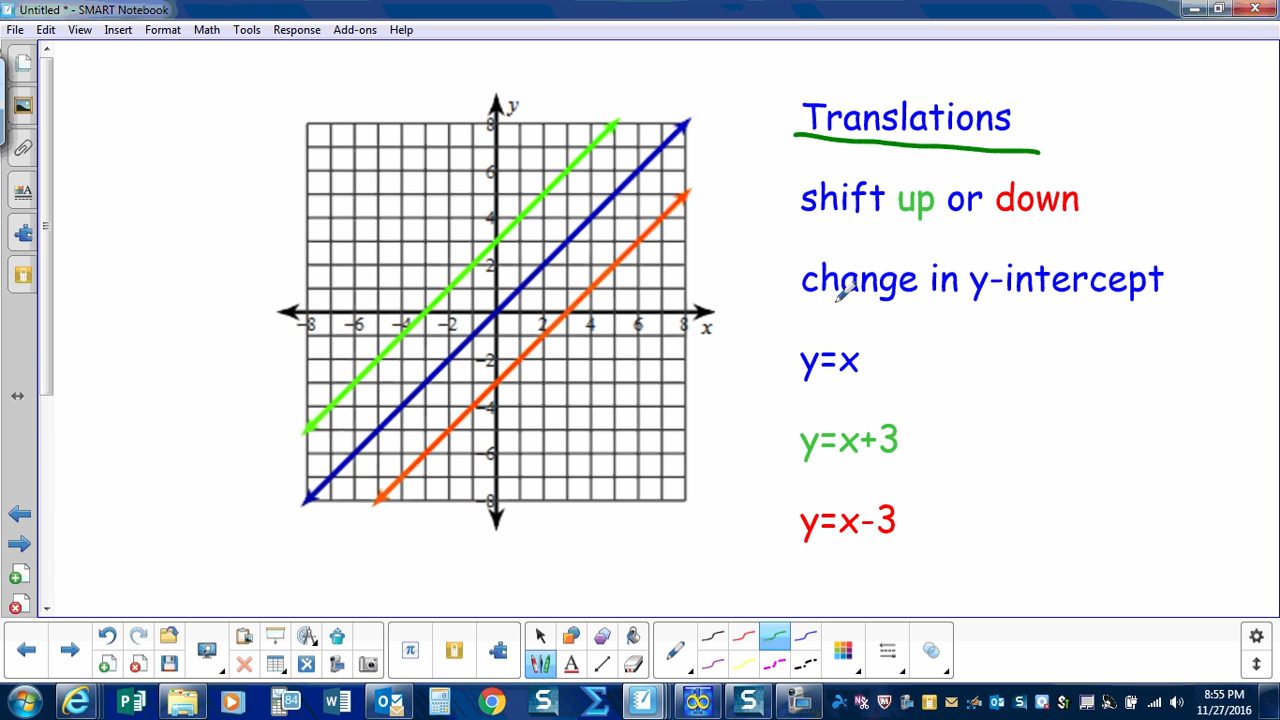 Untitled * - SMART Notebook
File Edit View Insert Format Math Tools Response Add-ons Help
Translations
shift up or down
change in y-intercept
y=x
y=x+3
y=x-3
y
8
6
4
2
-8 -6 -4 -2 2 4 6 8 x
-2
-4
-6
-8
8:55 PM
11/27/2016